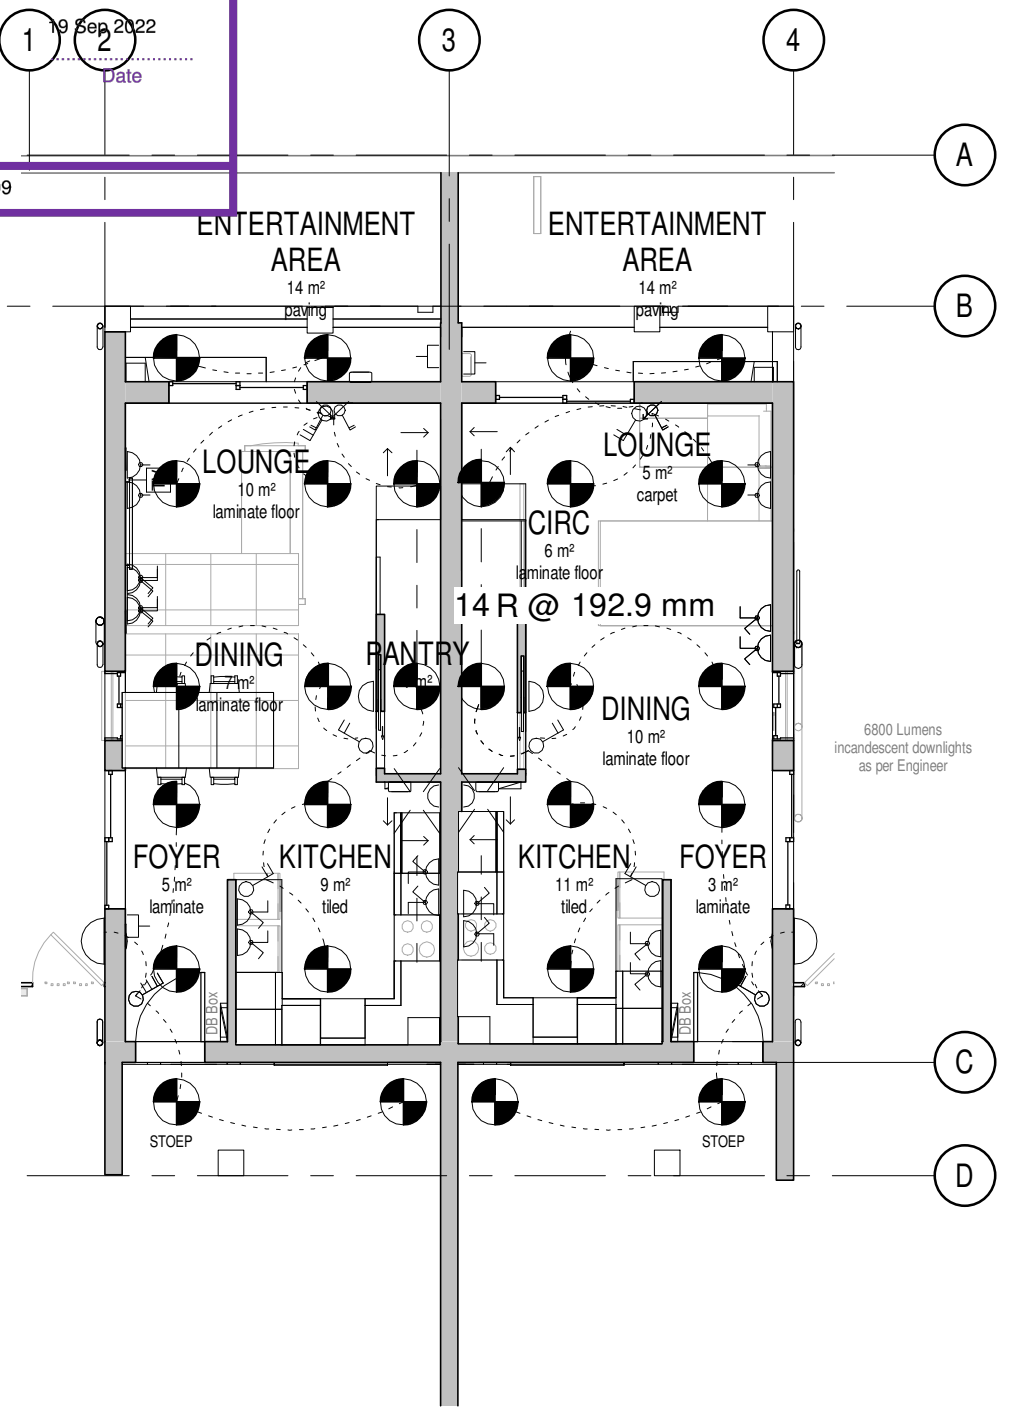 1
2
3
4
19 Sep 2022
Date
A
ENTERTAINMENT
AREA
14 m²
paving
ENTERTAINMENT
AREA
14 m²
paving
B
LOUNGE
10 m²
laminate floor
LOUNGE
5 m²
carpet
CIRC
6 m²
laminate floor
14 R @ 192.9 mm
DINING
7 m²
laminate floor
PANTRY
m²
DINING
10 m²
laminate floor
6800 Lumens
incandescent downlights
as per Engineer
FOYER
5 m²
laminate
KITCHEN
9 m²
tiled
KITCHEN
11 m²
tiled
FOYER
3 m²
laminate
DB Box
DB Box
C
STOEP
STOEP
D